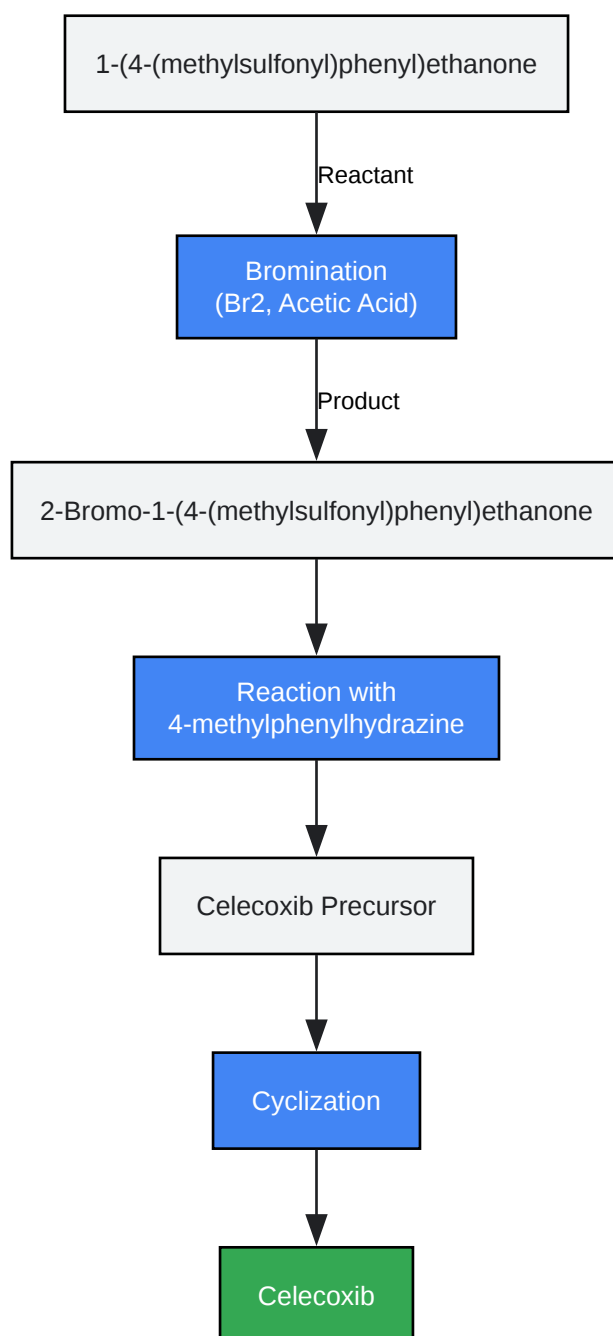 1-(4-(methylsulfonyl)phenyl)ethanone
Reactant
Bromination
(Br2, Acetic Acid)
Product
2-Bromo-1-(4-(methylsulfonyl)phenyl)ethanone
Reaction with
4-methylphenylhydrazine
Celecoxib Precursor
Cyclization
Celecoxib